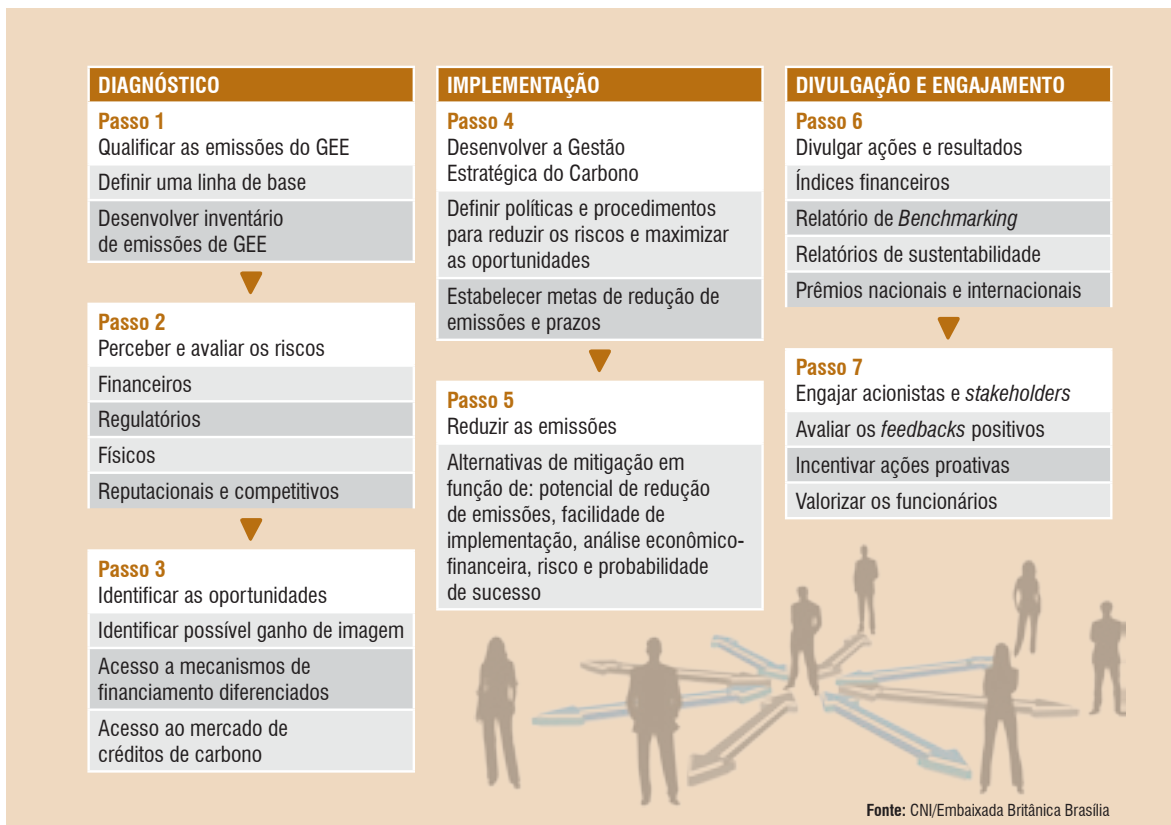 DIAGNÓSTICO
Passo 1
Qualificar as emissões do GEE
Definir uma linha de base
Desenvolver inventário
de emissões de GEE
Passo 2
Perceber e avaliar os riscos
Financeiros
Regulatórios
Físicos
Reputacionais e competitivos
Passo 3
Identificar as oportunidades
Identificar possível ganho de imagem
Acesso a mecanismos de
financiamento diferenciados
Acesso ao mercado de
créditos de carbono
IMPLEMENTAÇÃO
Passo 4
Desenvolver a Gestão
Estratégica do Carbono
Definir políticas e procedimentos
para reduzir os riscos e maximizar
as oportunidades
Estabelecer metas de redução de
emissões e prazos
Passo 5
Reduzir as emissões
Alternativas de mitigação em
função de: potencial de redução
de emissões, facilidade de
implementação, análise econômico-
financeira, risco e probabilidade
de sucesso
DIVULGAÇÃO E ENGAJAMENTO
Passo 6
Divulgar ações e resultados
Índices financeiros
Relatório de Benchmarking
Relatórios de sustentabilidade
Prêmios nacionais e internacionais
Passo 7
Engajar acionistas e stakeholders
Avaliar os feedbacks positivos
Incentivar ações proativas
Valorizar os funcionários
Fonte: CNI/Embaixada Britânica Brasília